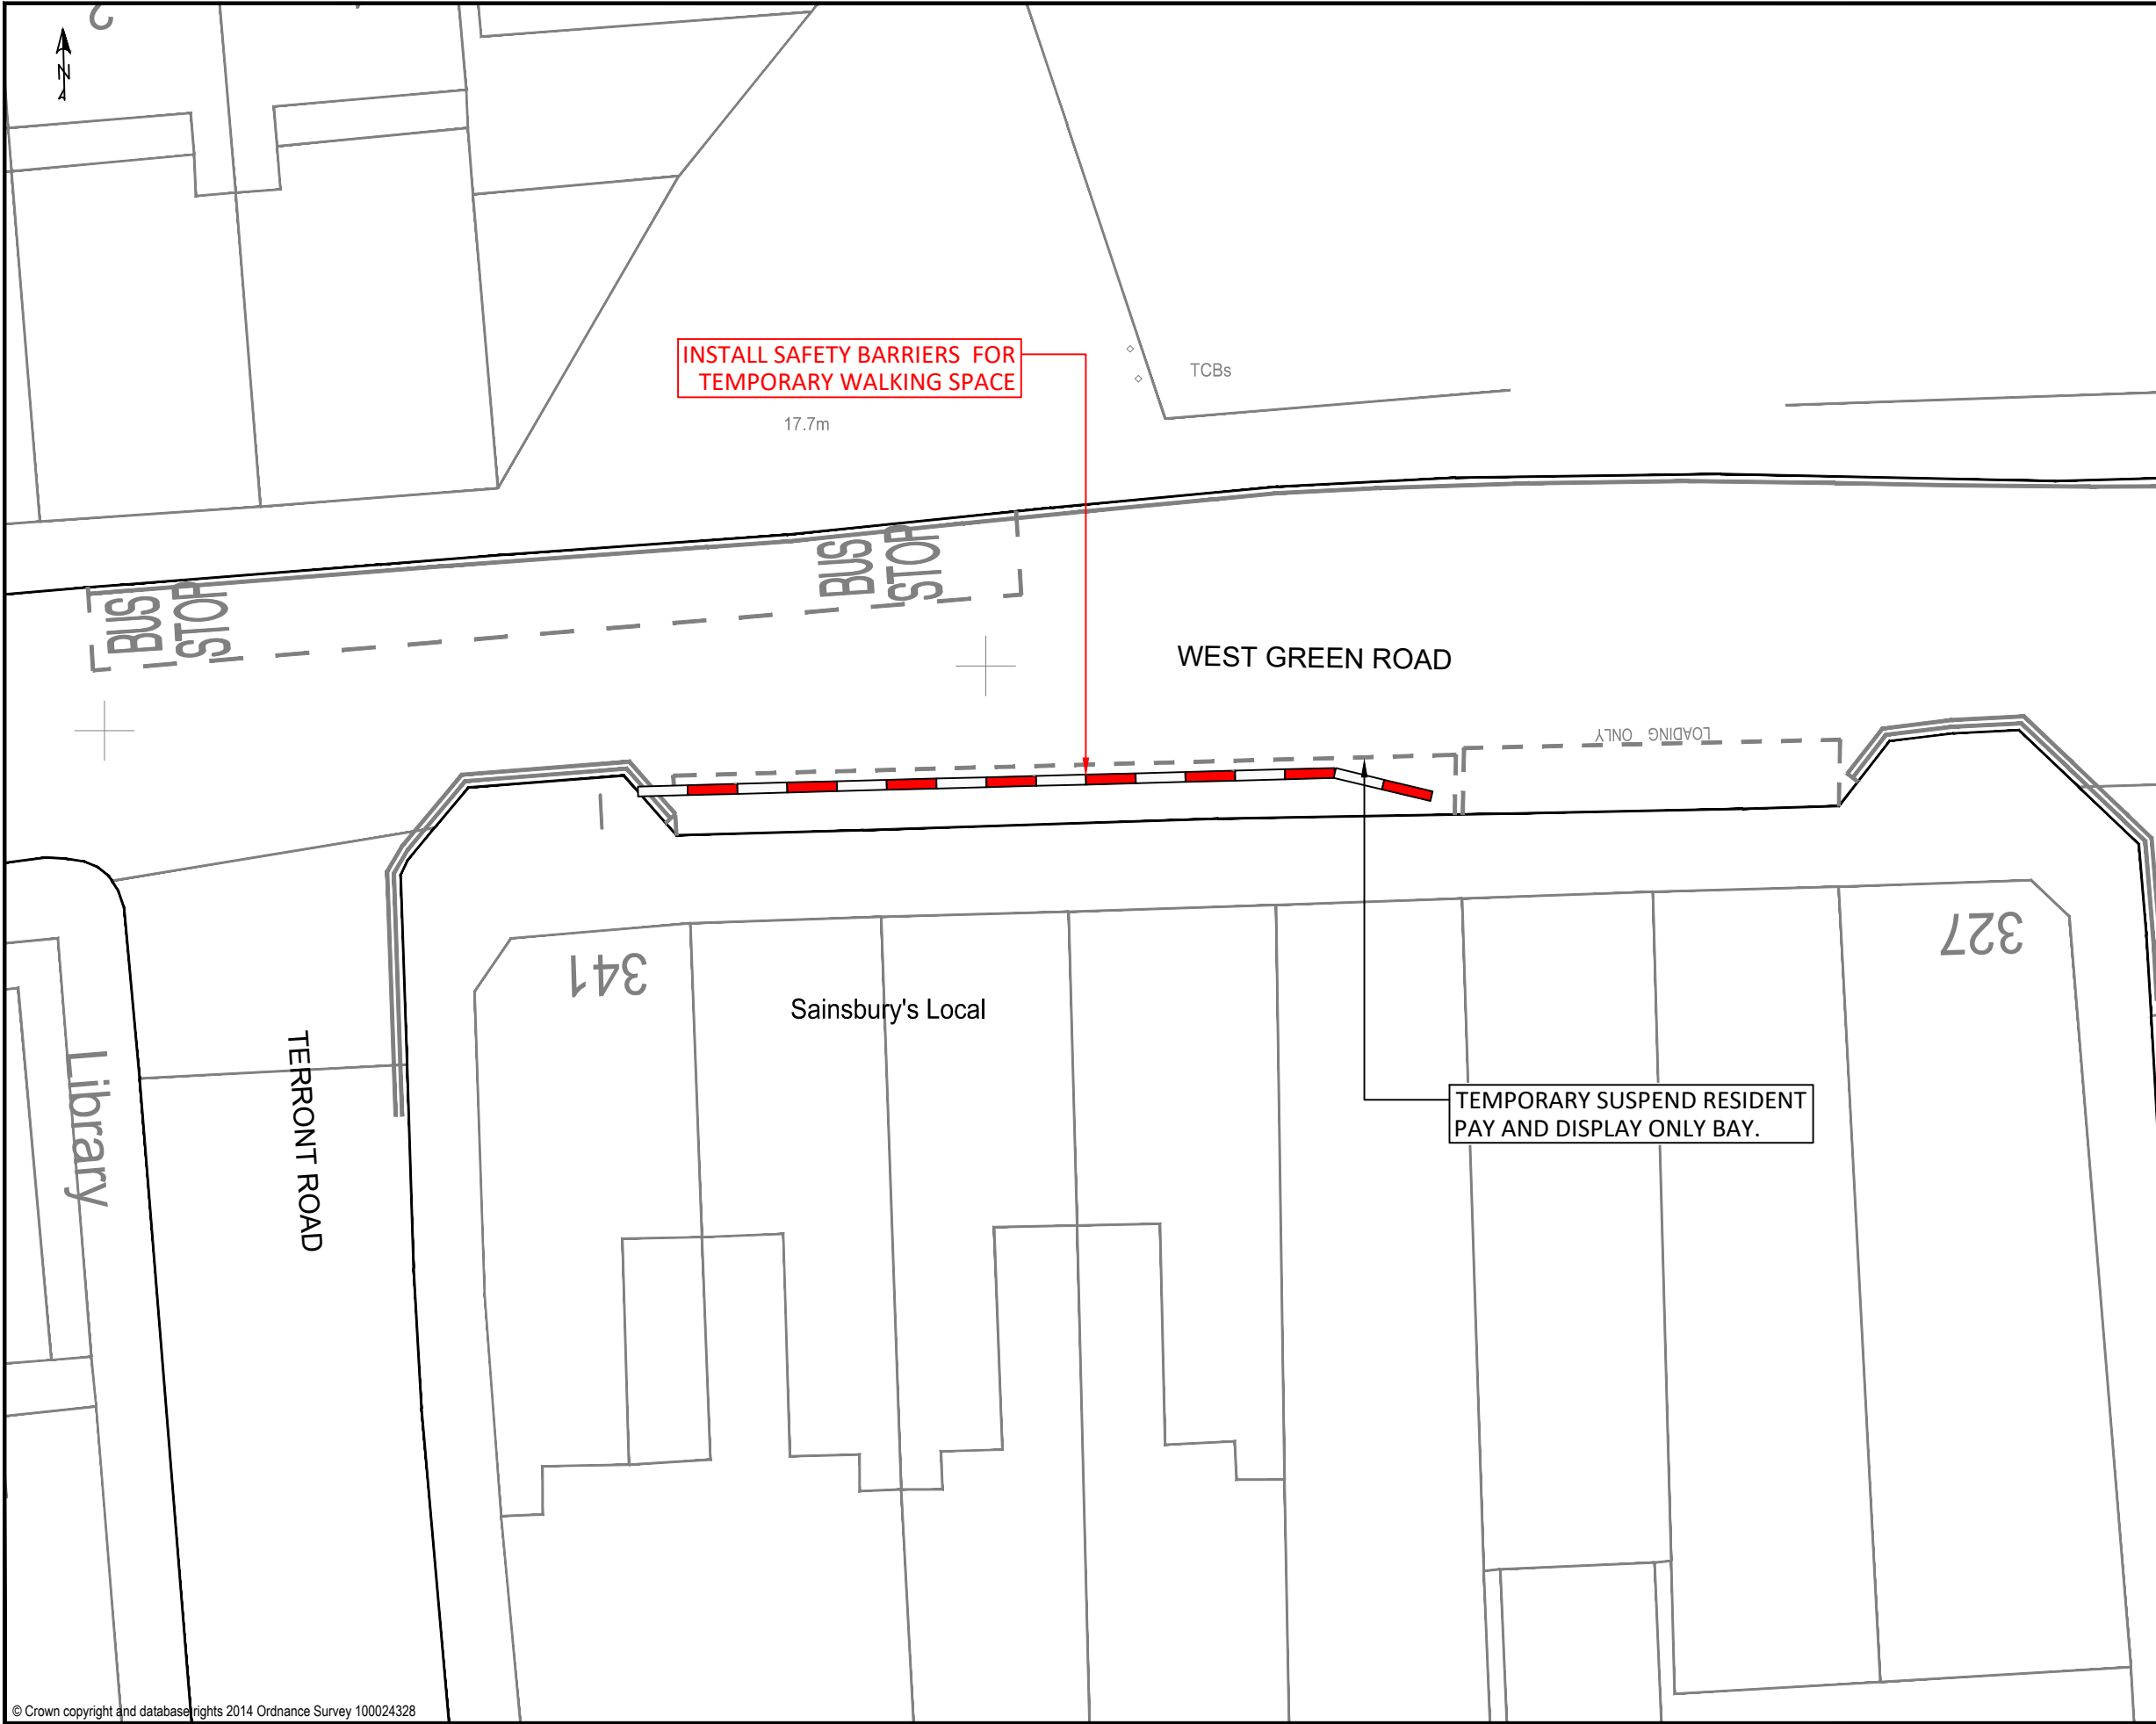 N
INSTALL SAFETY BARRIERS FOR
TEMPORARY WALKING SPACE
TCBs
17.7m
BUS
STOP
BUS
STOP
WEST GREEN ROAD
LOADING ONLY
341
327
Sainsbury's Local
Library
TERRONT ROAD
TEMPORARY SUSPEND RESIDENT
PAY AND DISPLAY ONLY BAY.
© Crown copyright and database rights 2014 Ordnance Survey 100024328